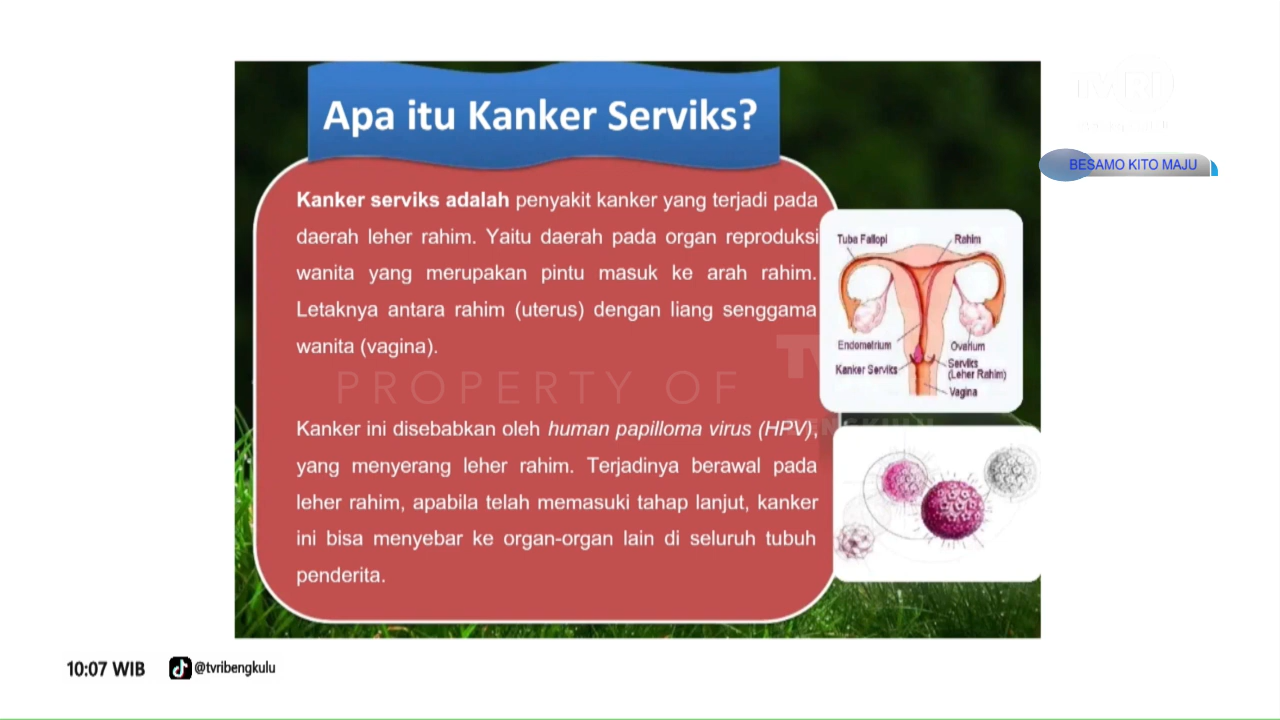 Apa itu Kanker Serviks?
BESAMO KITO MAJU
Kanker serviks adalah penyakit kanker yang terjadi pada
daerah leher rahim. Yaitu daerah pada organ reproduksi
wanita yang merupakan pintu masuk ke arah rahim.
Letaknya antara rahim (uterus) dengan liang senggama
wanita (vagina).
PROPERTY OF
Kanker ini disebabkan oleh human papilloma virus (HPV),
yang menyerang leher rahim. Terjadinya berawal pada
leher rahim, apabila telah memasuki tahap lanjut, kanker
ini bisa menyebar ke organ-organ lain di seluruh tubuh
penderita.
Tuba Fallopi
Rahim
Endometrium
Ovarium
Kanker Serviks
Serviks
(Leher Rahim)
Vagina
10:07 WIB
@tvribengkulu